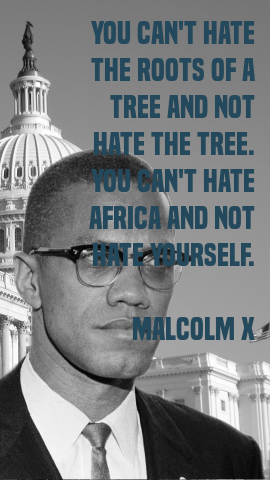 YOU CAN'T HATE
THE ROOTS OF A
TREE AND NOT
HATE THE TREE.
YOU CAN'T HATE
AFRICA AND NOT
HATE YOURSELF.
MALCOLM X